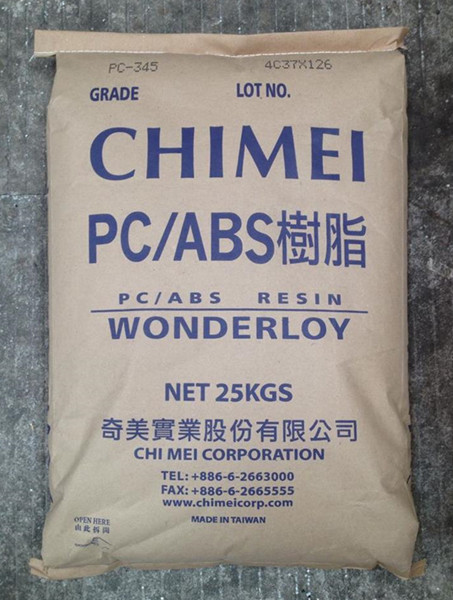 PC-345 4C37X126
GRADE LOT NO.
CHIMEI
PC/ABS樹脂
PC/ABS RESIN
WONDERLOY
NET 25KGS
奇美實業股份有限公司
CHI MEI CORPORATION
TEL: +886-6-2663000
FAX: +886-6-2665555
www.chimeicorp.com
MADE IN TAIWAN
OPEN HERE
由此拆開